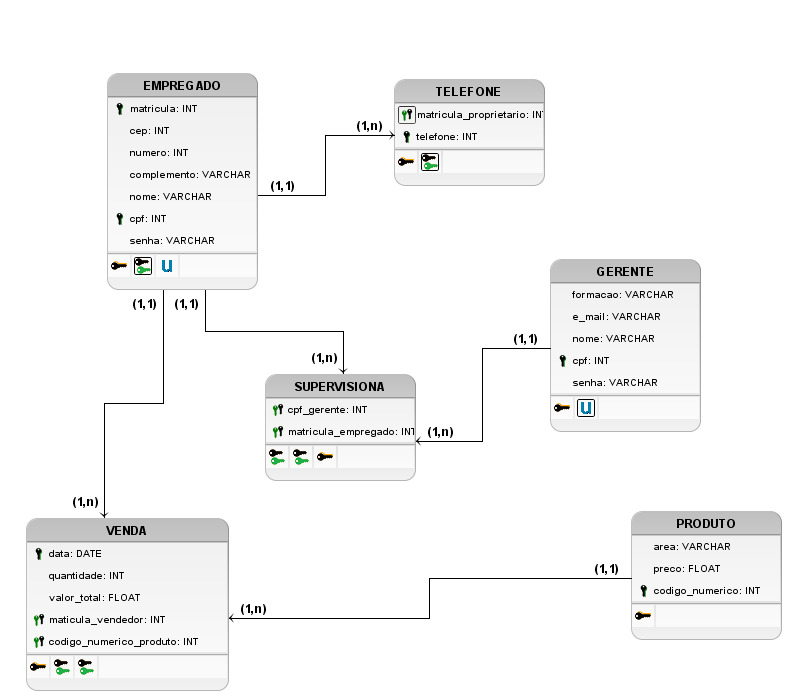 EMPREGADO
matricula: INT
cep: INT
numero: INT
complemento: VARCHAR
nome: VARCHAR
cpf: INT
senha: VARCHAR
U
(1,1)
(1,n)
TELEFONE
matricula_proprietario: INT
telefone: INT
(1,1)
(1,1)
(1,n)
GERENTE
formacao: VARCHAR
e_mail: VARCHAR
nome: VARCHAR
cpf: INT
senha: VARCHAR
U
(1,1)
(1,n)
SUPERVISIONA
cpf_gerente: INT
matricula_empregado: INT
(1,n)
VENDA
data: DATE
quantidade: INT
valor_total: FLOAT
maticula_vendedor: INT
codigo_numerico_produto: INT
(1,n)
(1,1)
PRODUTO
area: VARCHAR
preco: FLOAT
codigo_numerico: INT